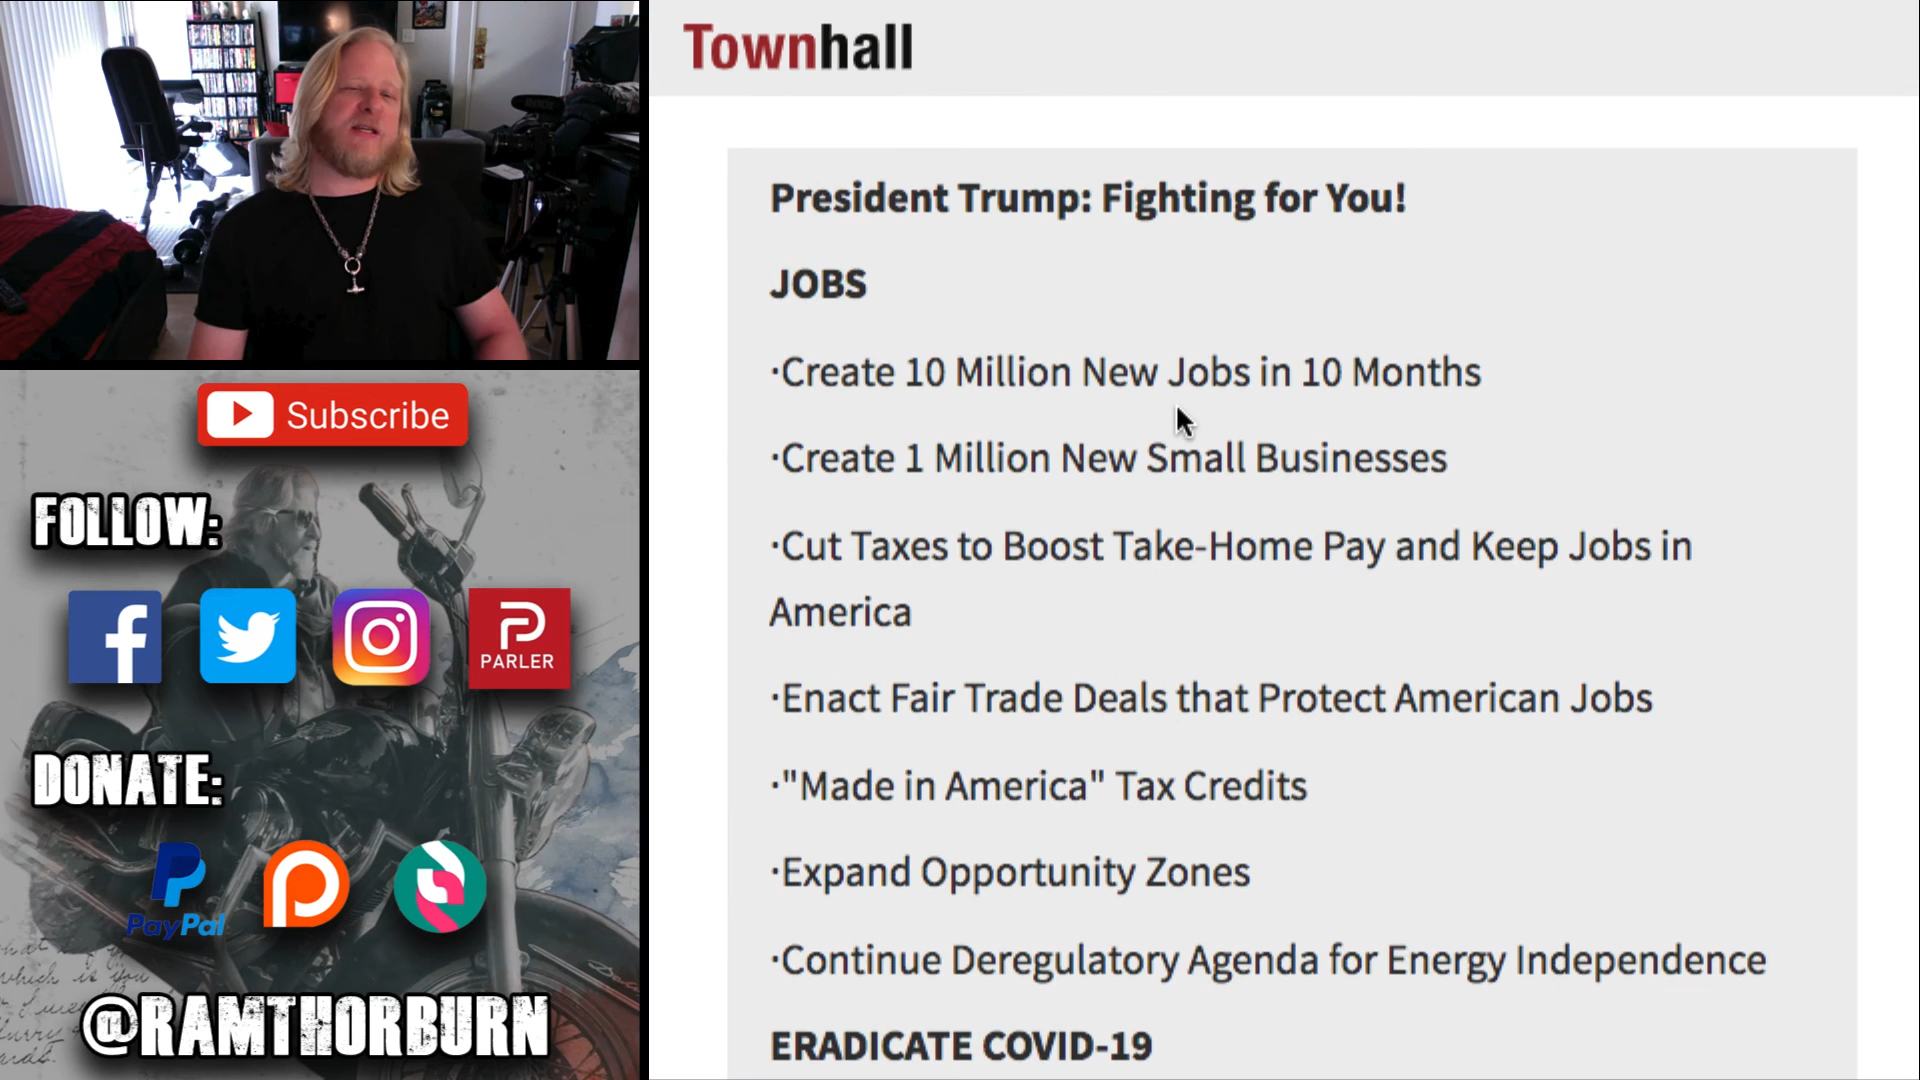 Townhall
President Trump: Fighting for You!
JOBS
·Create 10 Million New Jobs in 10 Months
·Create 1 Million New Small Businesses
·Cut Taxes to Boost Take-Home Pay and Keep Jobs in
America
·Enact Fair Trade Deals that Protect American Jobs
·"Made in America" Tax Credits
·Expand Opportunity Zones
·Continue Deregulatory Agenda for Energy Independence
ERADICATE COVID-19
Subscribe
FOLLOW:
PARLER
DONATE:
PayPal
which is you
@RAMTHORBURN